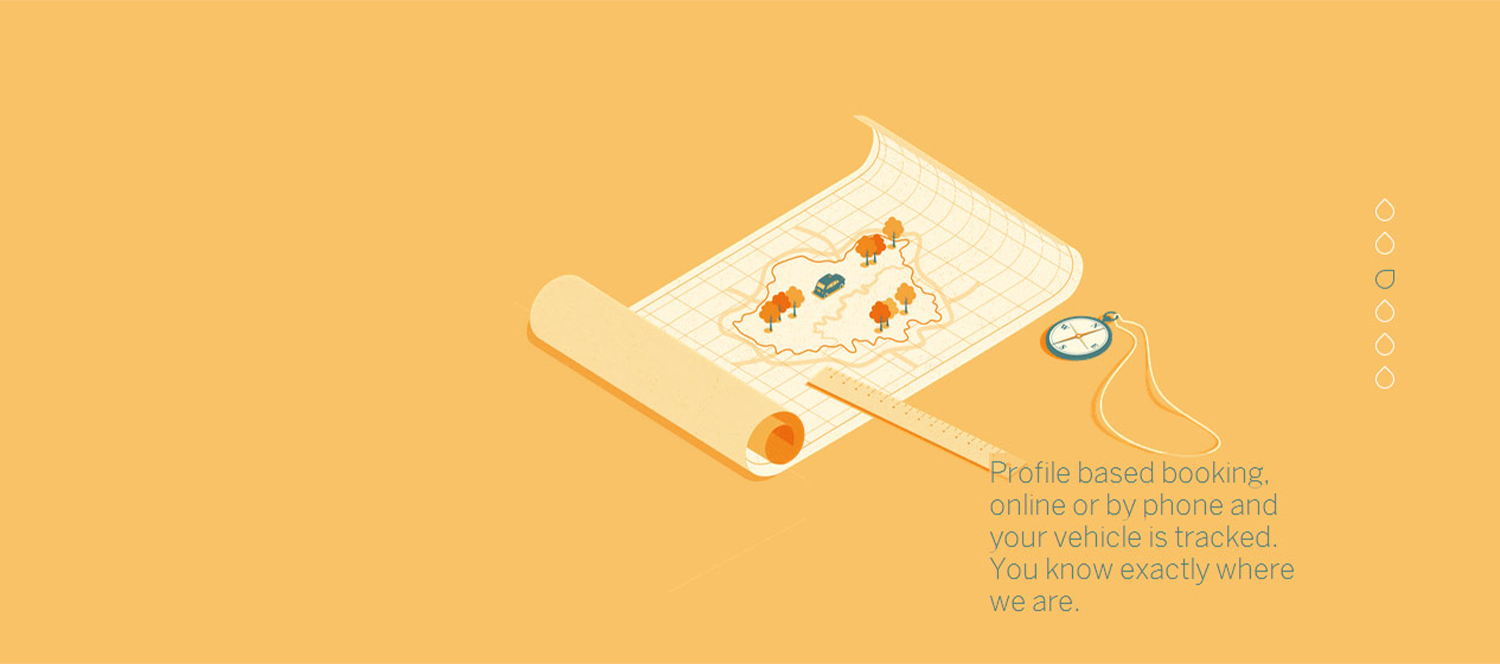 Profile based booking,
online or by phone and
your vehicle is tracked.
You know exactly where
we are.